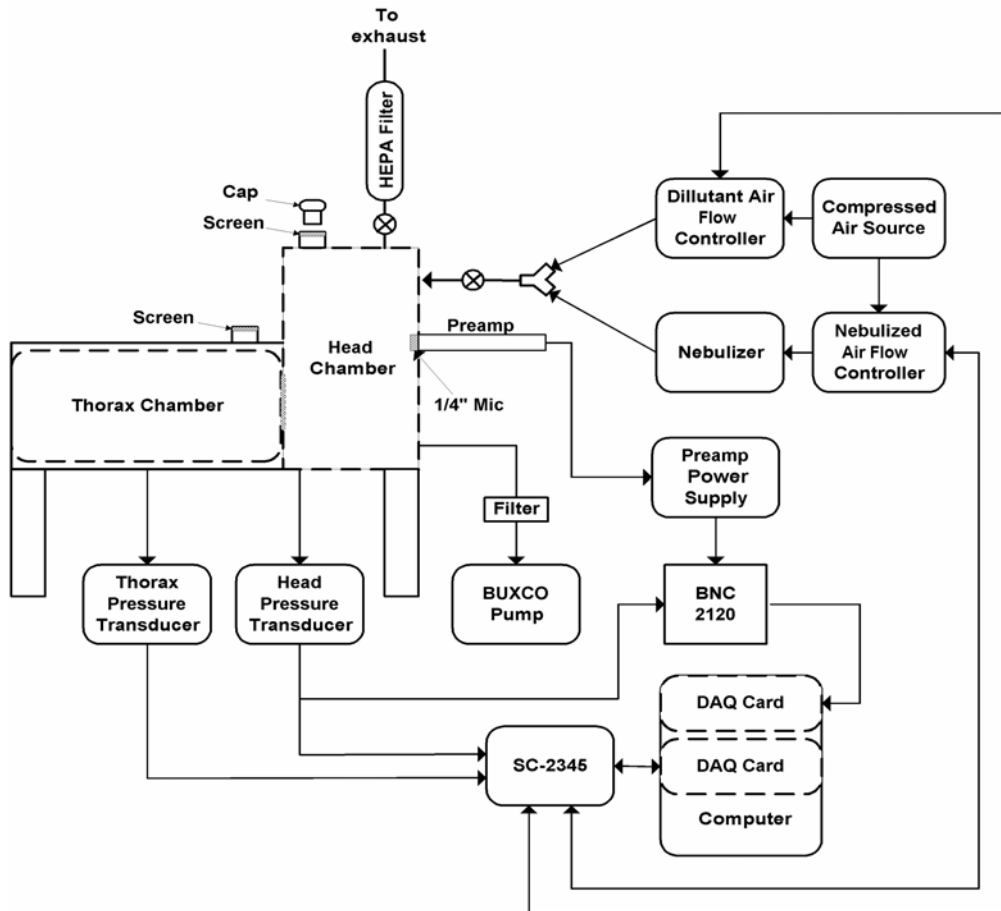 To
exhaust
HEPA Filter
Cap
Screen
Screen
Head
Chamber
Thorax Chamber
Preamp
1/4" Mic
Dillutant Air
Flow
Controller
Compressed
Air Source
Nebulizer
Nebulized
Air Flow
Controller
Preamp
Power
Supply
Filter
Thorax
Pressure
Transducer
Head
Pressure
Transducer
BUXCO
Pump
BNC
2120
DAQ Card
SC-2345
DAQ Card
Computer